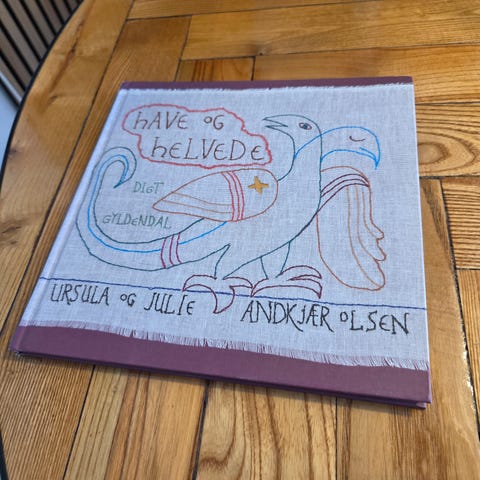 hAVE OG
hELVEDE
DIGT
GYLDENDAL
URSULA OG JULIE ANDKJÆR OLSEN